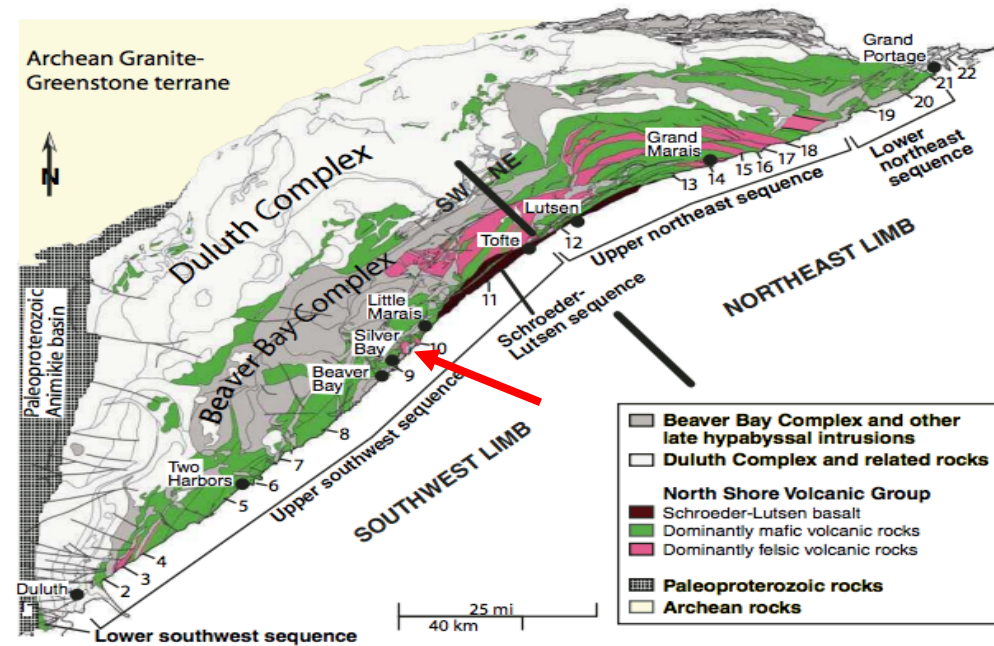 Archean Granite-
Greenstone terrane
N
Duluth Complex
Beaver Bay Complex
SW
NE
Paleoproterozoic
Animikie basin
Grand
Portage
22
21
20
19
Lower
northeast
sequence
Grand
Marais
18
17
16
15
14
13
Upper northeast sequence
Lutsen
12
Tofte
NORTHEAST LIMB
11
Schroeder-
Lutsen sequence
Little
Marais
10
Silver
Bay
9
Beaver
Bay
8
7
Two
Harbors
6
5
Upper southwest sequence
SOUTHWEST LIMB
4
3
2
Duluth
1
Lower southwest sequence
25 mi
40 km
Beaver Bay Complex and other
late hypabyssal intrusions
Duluth Complex and related rocks
North Shore Volcanic Group
Schroeder-Lutsen basalt
Dominantly mafic volcanic rocks
Dominantly felsic volcanic rocks
Paleoproterozoic rocks
Archean rocks